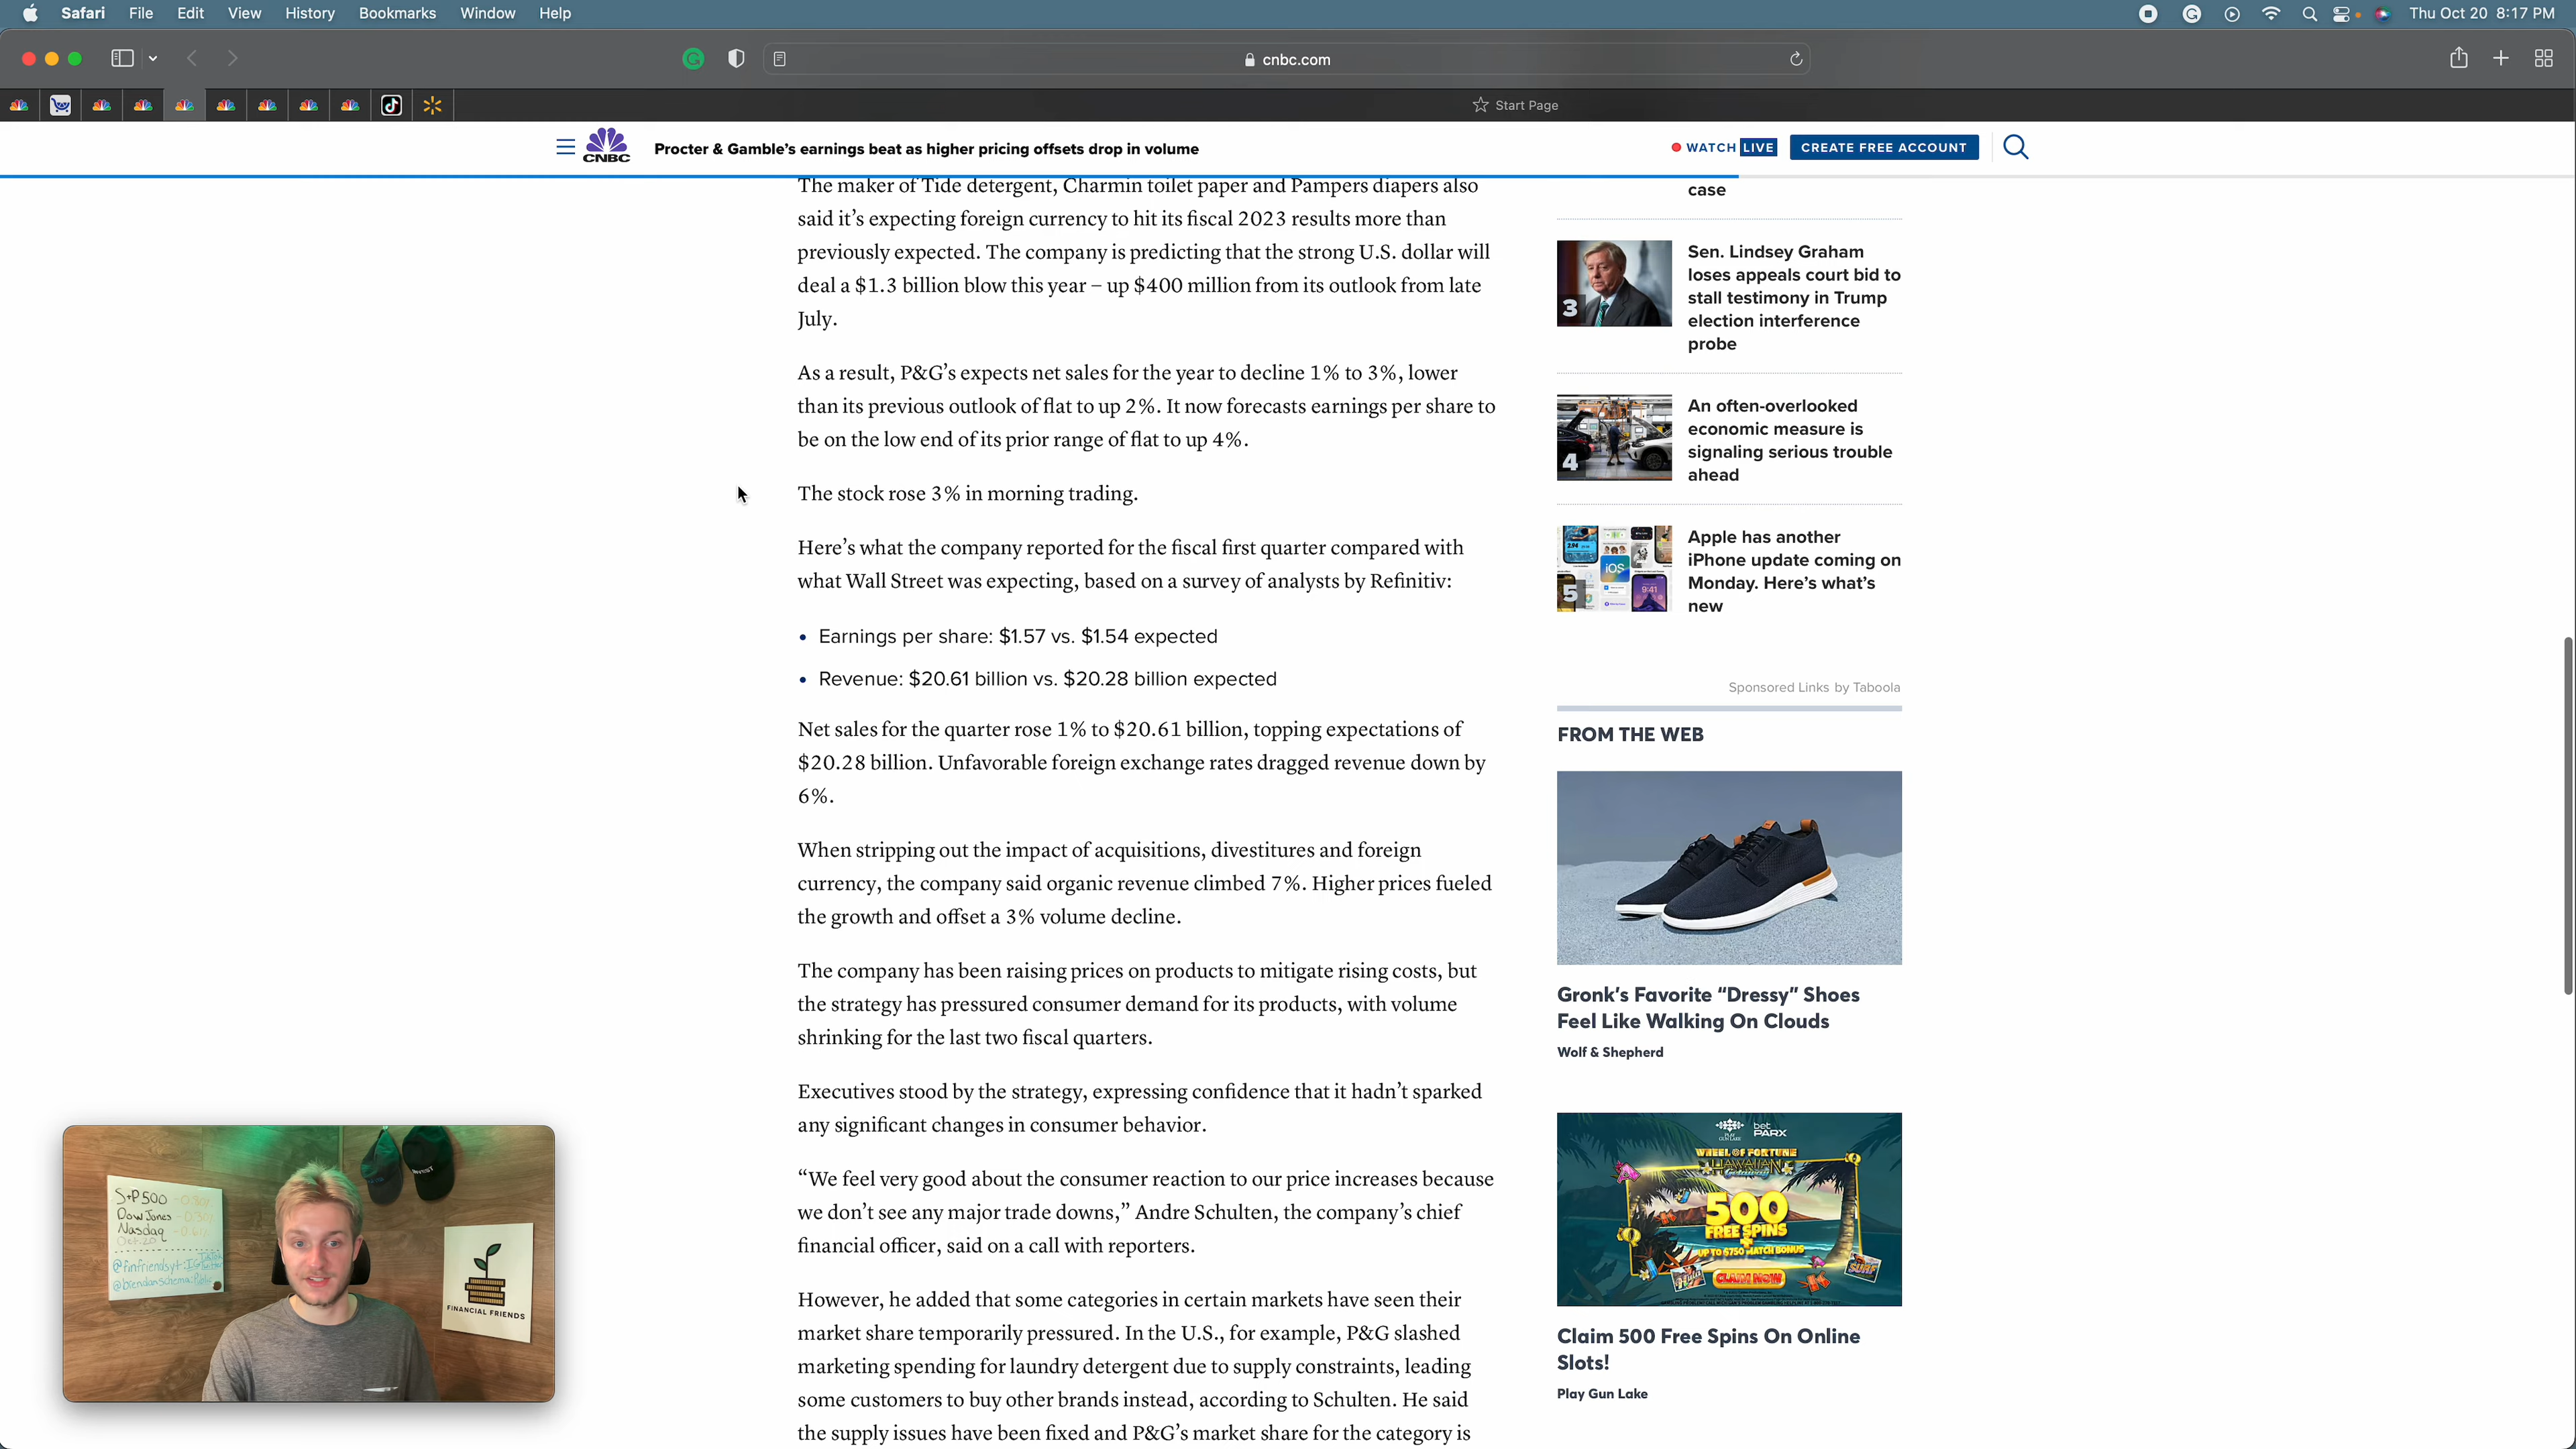 Safari File Edit View History Bookmarks Window Help
Thu Oct 20 8:17 PM
cnbc.com
Start Page
CNBC
Procter & Gamble’s earnings beat as higher pricing offsets drop in volume
WATCH LIVE
CREATE FREE ACCOUNT
The maker of Tide detergent, Charmin toilet paper and Pampers diapers also
said it’s expecting foreign currency to hit its fiscal 2023 results more than
previously expected. The company is predicting that the strong U.S. dollar will
deal a $1.3 billion blow this year – up $400 million from its outlook from late
July.
As a result, P&G’s expects net sales for the year to decline 1% to 3%, lower
than its previous outlook of flat to up 2%. It now forecasts earnings per share to
be on the low end of its prior range of flat to up 4%.
The stock rose 3% in morning trading.
Here’s what the company reported for the fiscal first quarter compared with
what Wall Street was expecting, based on a survey of analysts by Refinitiv:
• Earnings per share: $1.57 vs. $1.54 expected
• Revenue: $20.61 billion vs. $20.28 billion expected
Net sales for the quarter rose 1% to $20.61 billion, topping expectations of
$20.28 billion. Unfavorable foreign exchange rates dragged revenue down by
6%.
When stripping out the impact of acquisitions, divestitures and foreign
currency, the company said organic revenue climbed 7%. Higher prices fueled
the growth and offset a 3% volume decline.
The company has been raising prices on products to mitigate rising costs, but
the strategy has pressured consumer demand for its products, with volume
shrinking for the last two fiscal quarters.
Executives stood by the strategy, expressing confidence that it hadn’t sparked
any significant changes in consumer behavior.
“We feel very good about the consumer reaction to our price increases because
we don’t see any major trade downs,” Andre Schulten, the company’s chief
financial officer, said on a call with reporters.
However, he added that some categories in certain markets have seen their
market share temporarily pressured. In the U.S., for example, P&G slashed
marketing spending for laundry detergent due to supply constraints, leading
some customers to buy other brands instead, according to Schulten. He said
the supply issues have been fixed and P&G’s market share for the category is
case
3
Sen. Lindsey Graham
loses appeals court bid to
stall testimony in Trump
election interference
probe
4
An often-overlooked
economic measure is
signaling serious trouble
ahead
5
iOS
9:41
Apple has another
iPhone update coming on
Monday. Here’s what’s
new
Sponsored Links by Taboola
FROM THE WEB
Gronk’s Favorite “Dressy” Shoes
Feel Like Walking On Clouds
Wolf & Shepherd
bet PARX
WHEEL OF FORTUNE
HAWAIIAN
Getaway
500
FREE SPINS
+
UP TO $750 MATCH BONUS
CLAIM NOW
Claim 500 Free Spins On Online
Slots!
Play Gun Lake
S+P 500
Dow Jones
Nasdaq
Oct. 20
FINANCIAL FRIENDS